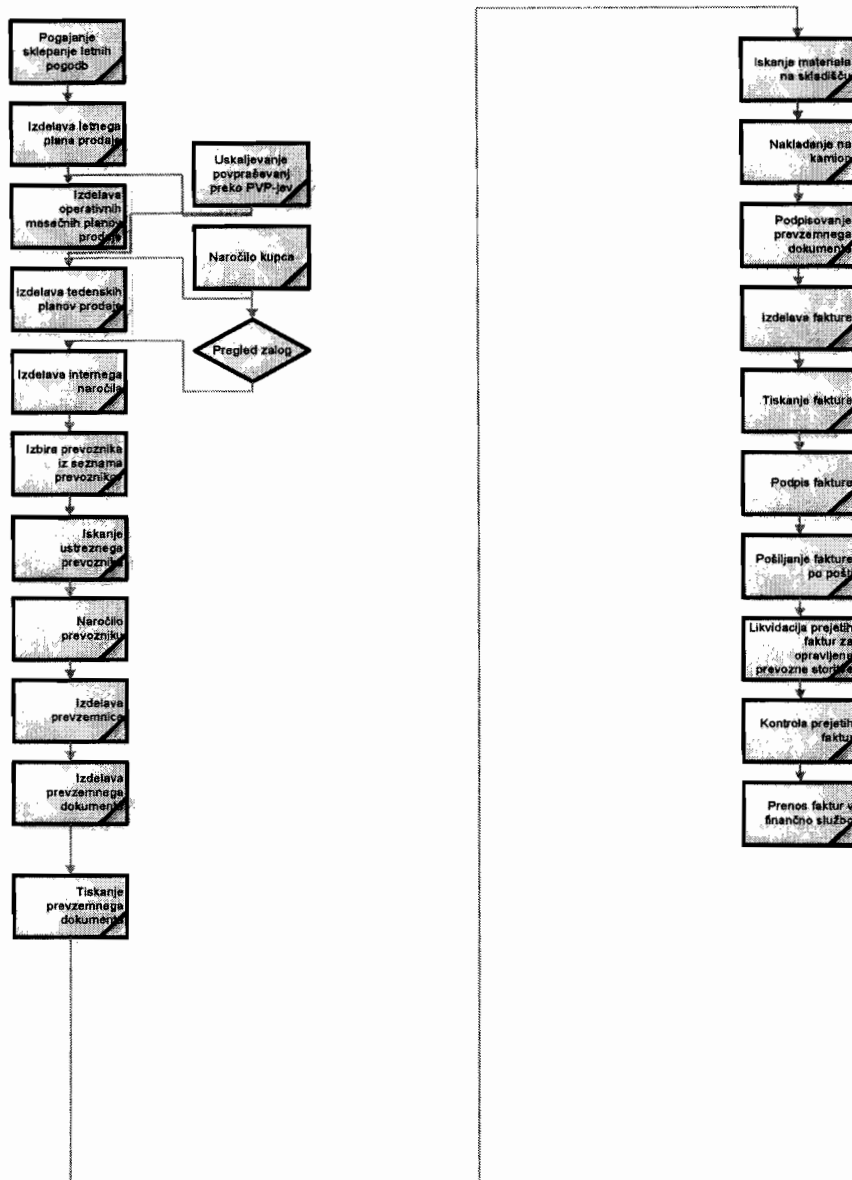 Pogajanje
sklepanje letnih
pogodb
Izdelava letnega
plana prodaje
Uskaljevanje
povpraševanj
preko PVP-jev
Izdelava
operativnih
mesečnih planov
prodaje
Naročilo kupca
Izdelava tedenskih
planov prodaje
Pregled zalog
Izdelava internega
naročila
Izbira prevoznika
iz seznama
prevoznikov
Iskanje
ustreznega
prevoznika
Naročilo
prevozniku
Izdelava
prevzemnice
Izdelava
prevzemnega
dokumenta
Tiskanje
prevzemnega
dokumenta
Iskanje materiala
na skladišču
Nakladanje na
kamion
Podpisovanje
prevzemnega
dokumenta
Izdelava fakture
Tiskanje fakture
Podpis fakture
Pošiljanje fakture
po pošti
Likvidacija prejetih
faktur za
opravljene
prevozne storitve
Kontrola prejetih
faktur
Prenos faktur v
finančno službo